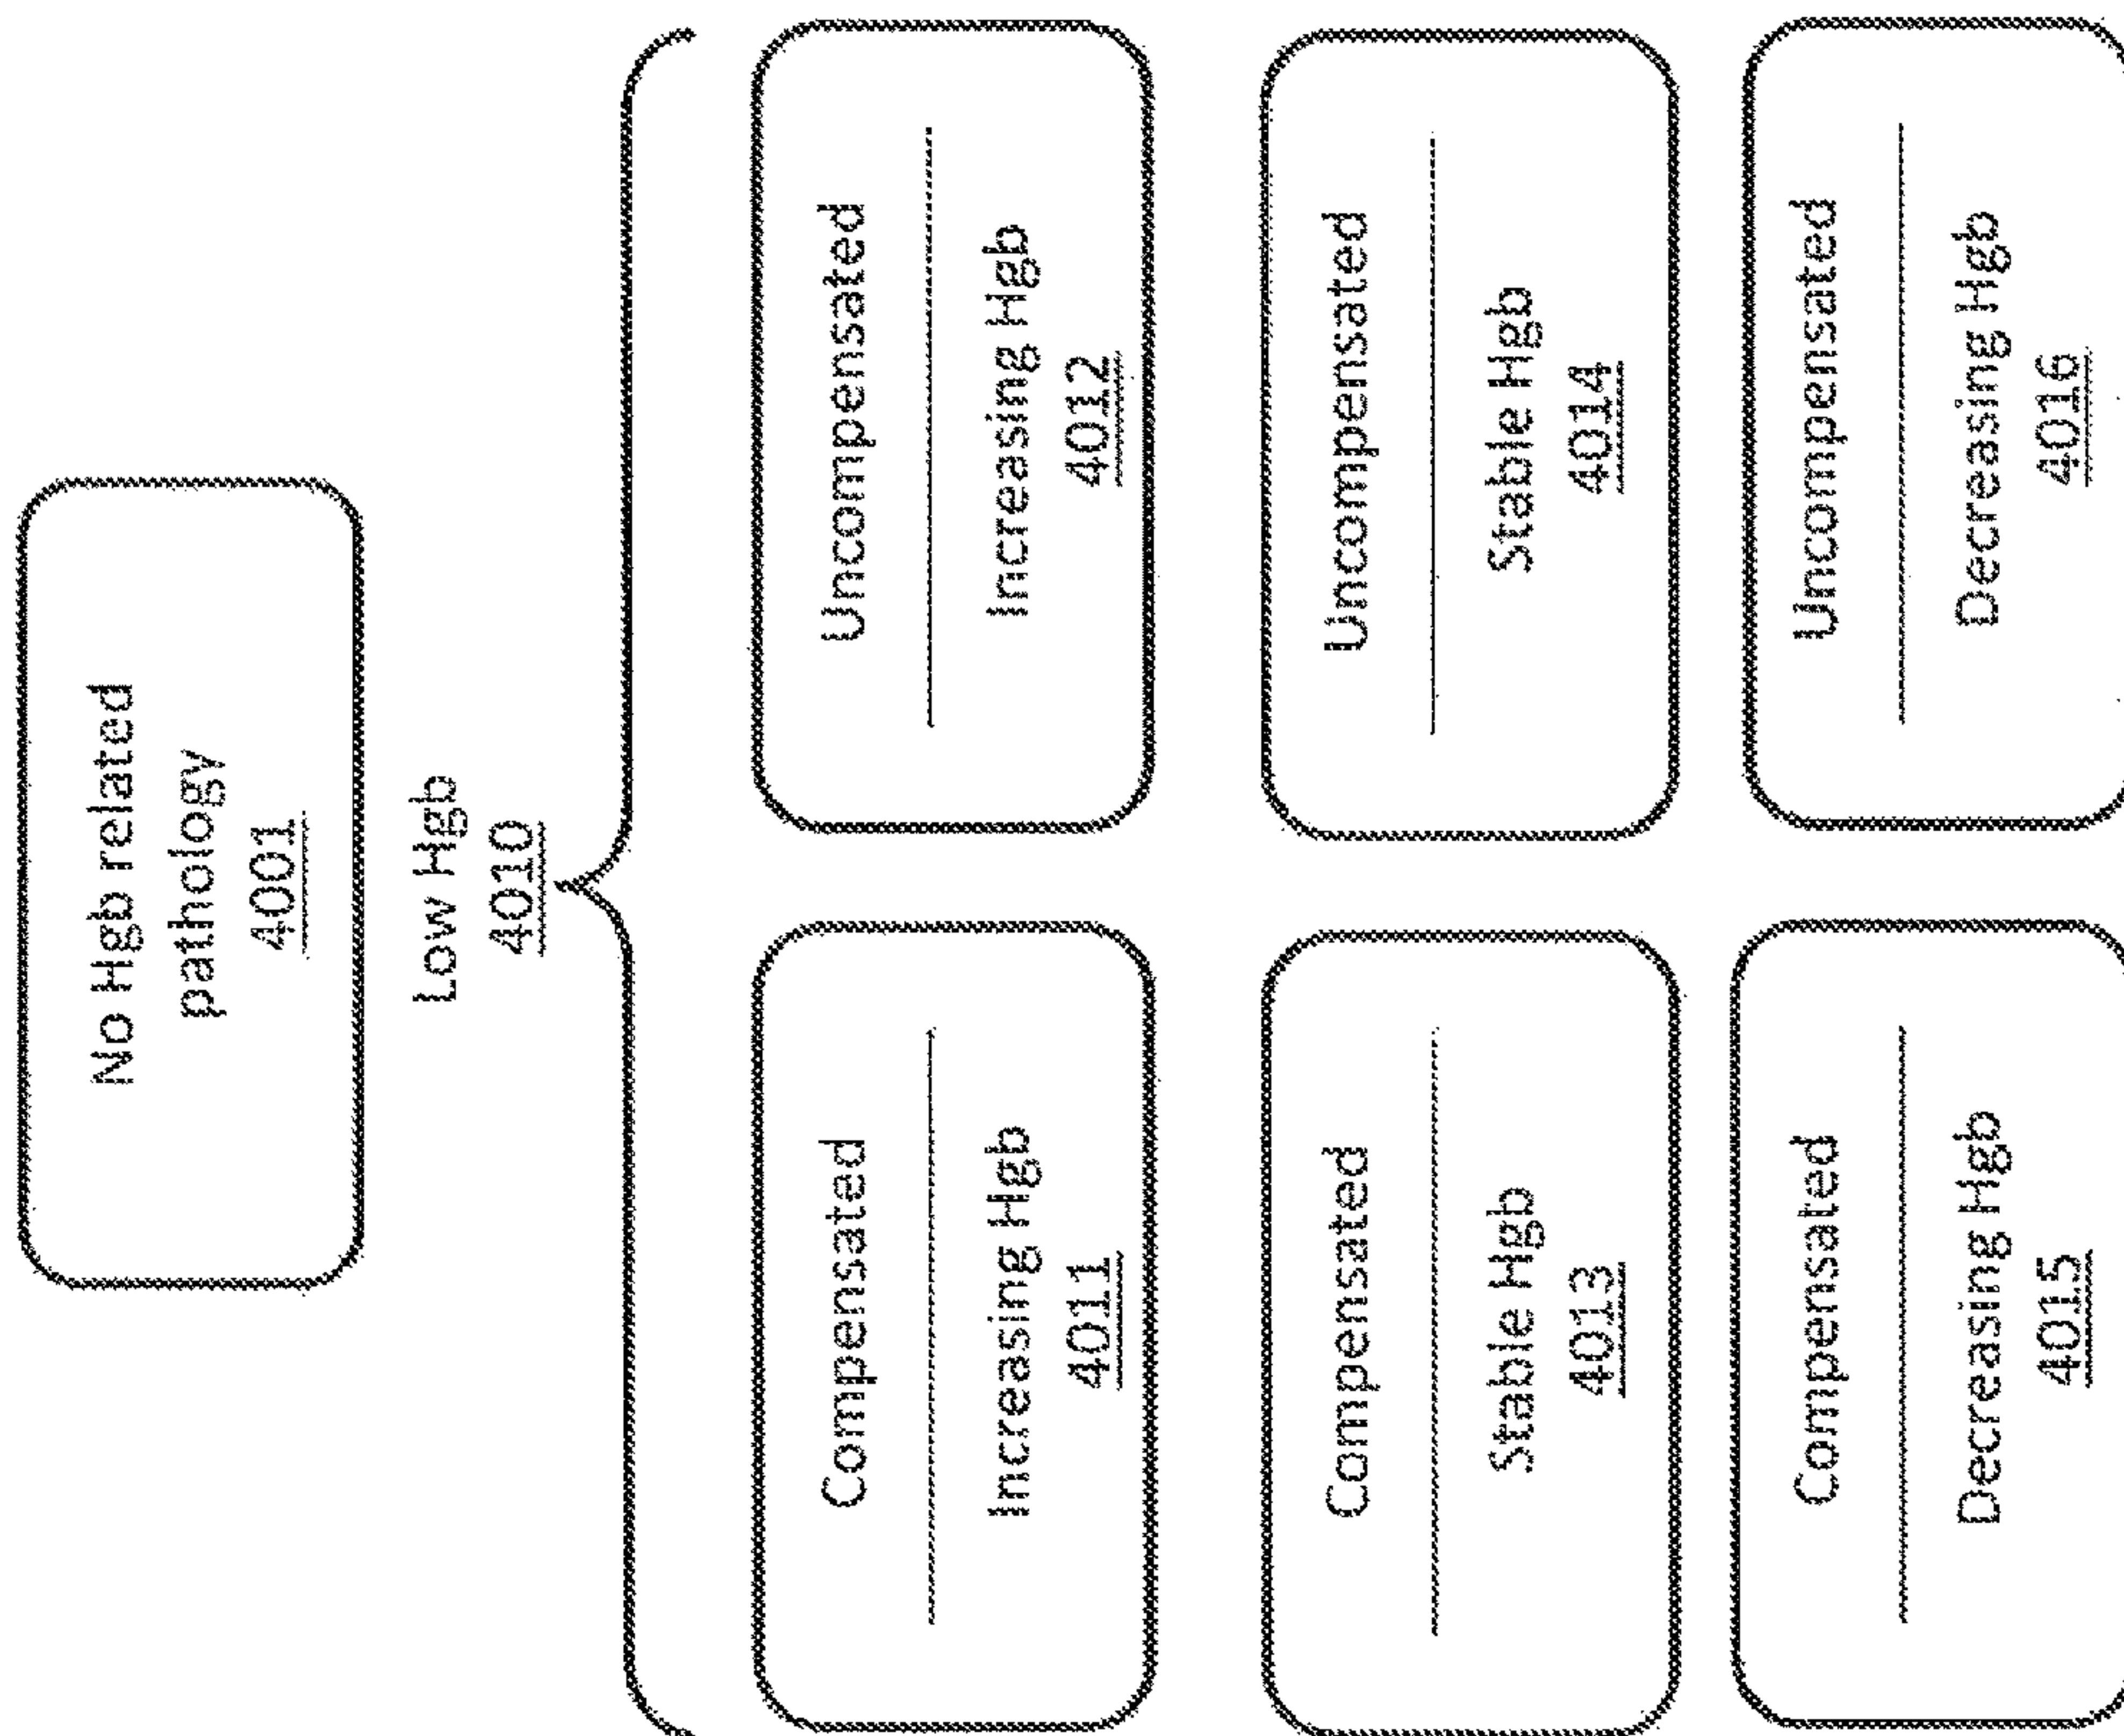 No Hgb related
pathology
4001
Low Hgb
4010
Compensated
Increasing Hgb
4011
Uncompensated
Increasing Hgb
4012
Compensated
Stable Hgb
4013
Uncompensated
Stable Hgb
4014
Compensated
Decreasing Hgb
4015
Uncompensated
Decreasing Hgb
4016